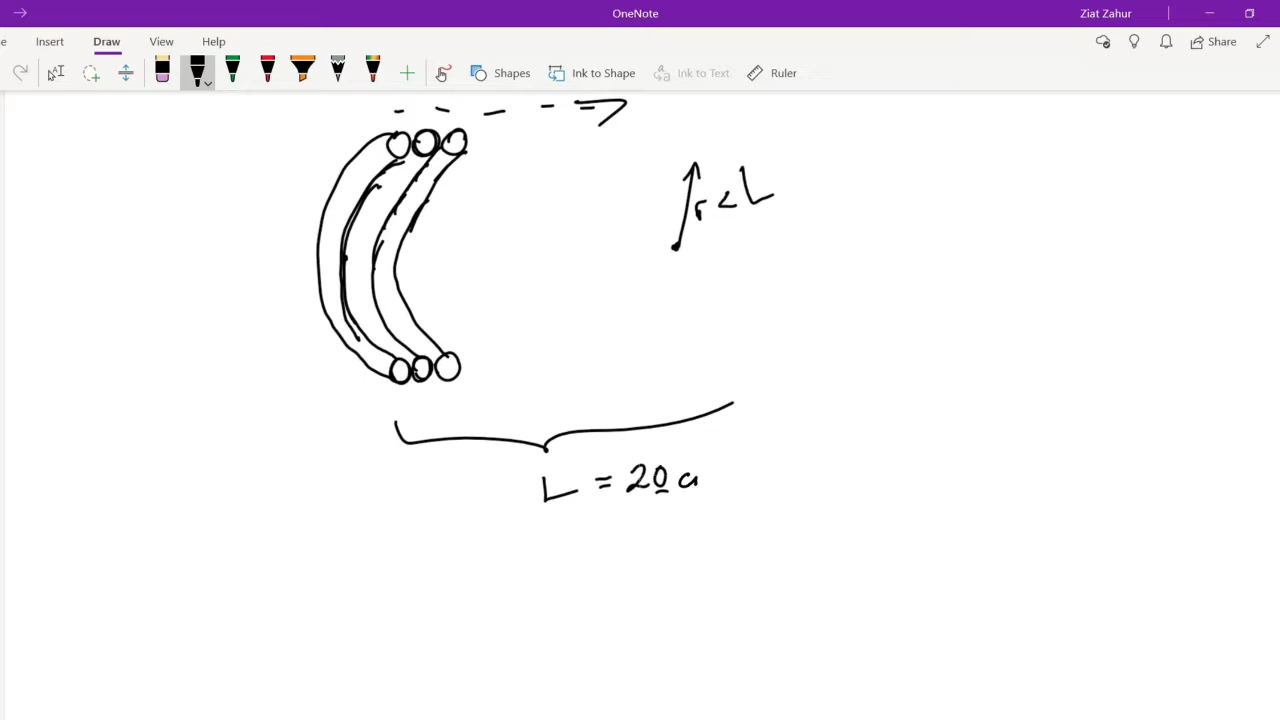 OneNote
Ziat Zahur
Insert Draw View Help
Share
Shapes Ink to Shape Ink to Text Ruler
r < L
L = 20 a